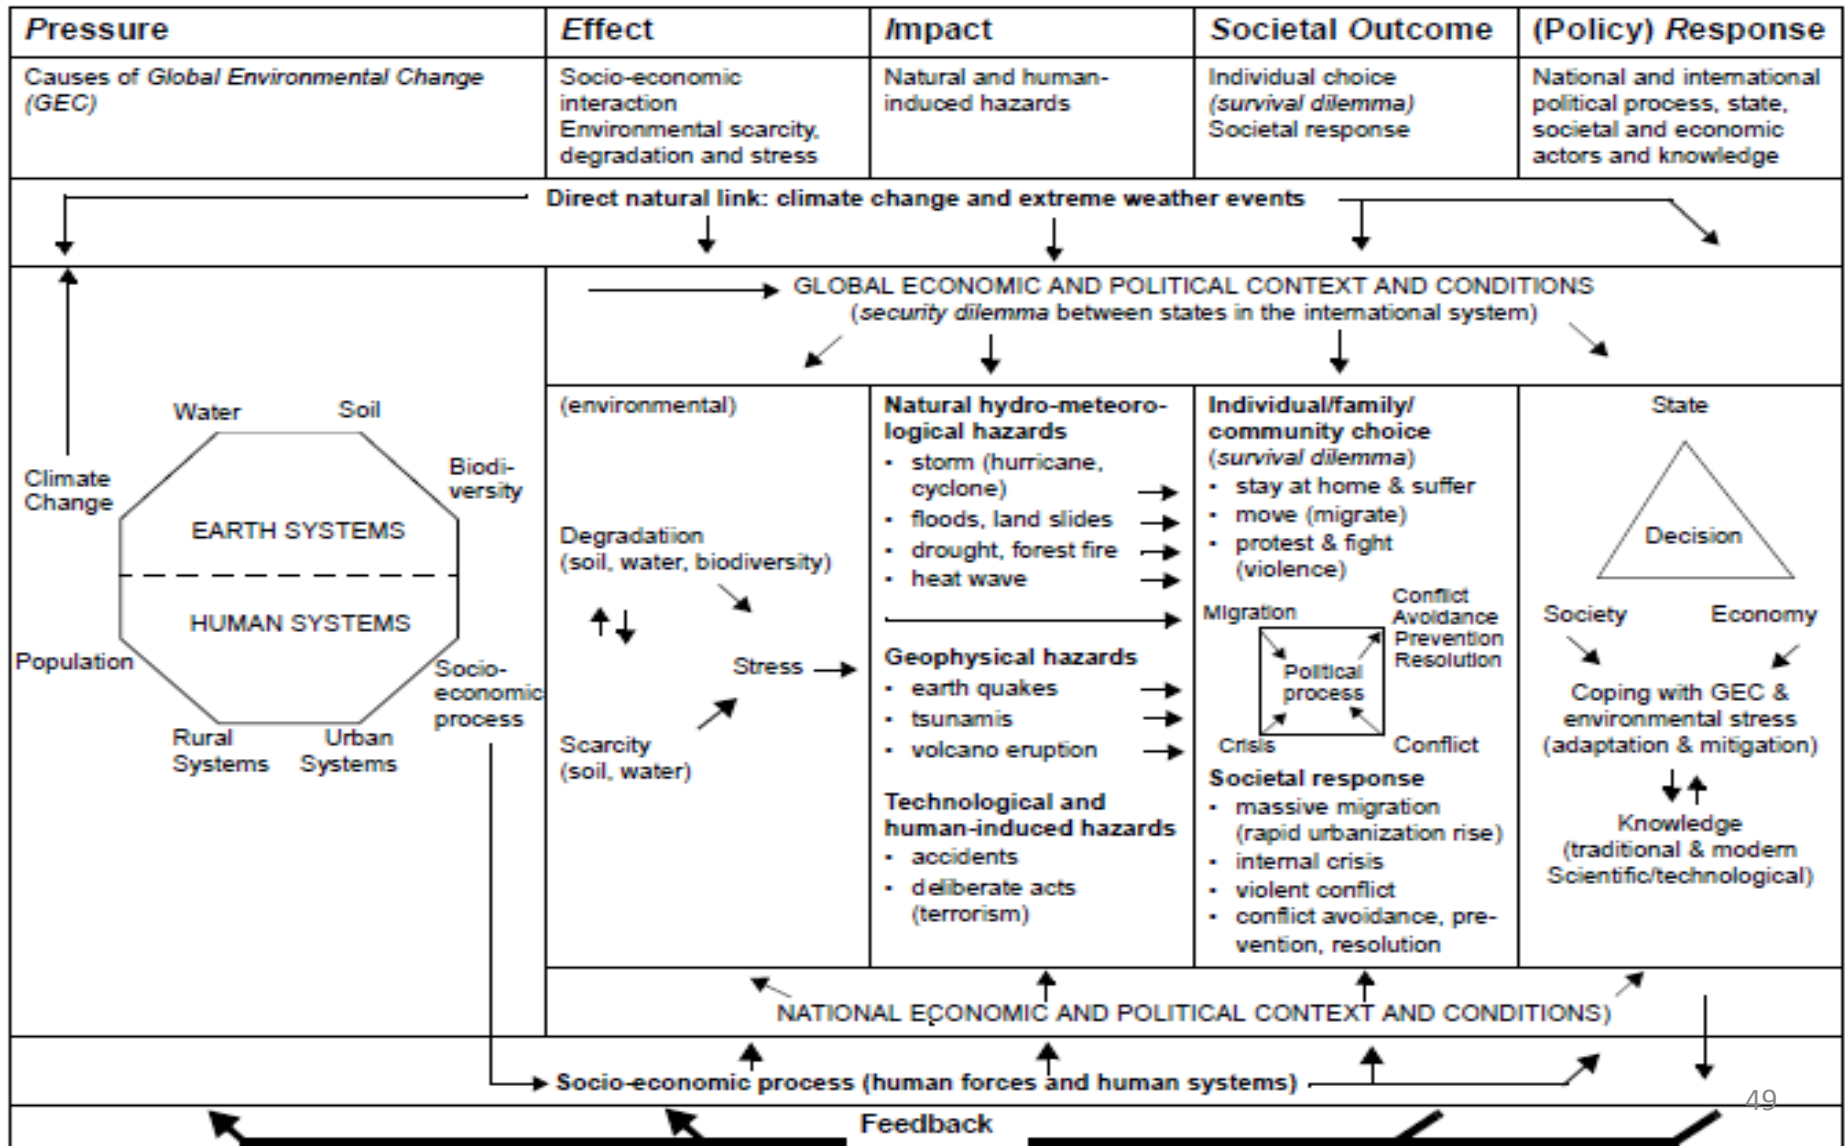 Pressure
Effect
Impact
Societal Outcome
(Policy) Response
Causes of Global Environmental Change
(GEC)
Socio-economic
interaction
Environmental scarcity,
degradation and stress
Natural and human-
induced hazards
Individual choice
(survival dilemma)
Societal response
National and international
political process, state,
societal and economic
actors and knowledge
Direct natural link: climate change and extreme weather events
GLOBAL ECONOMIC AND POLITICAL CONTEXT AND CONDITIONS
(security dilemma between states in the international system)
Water
Soil
Climate
Change
Biodi-
versity
EARTH SYSTEMS
HUMAN SYSTEMS
Population
Socio-
economic
process
Rural
Systems
Urban
Systems
(environmental)
Degradatiion
(soil, water, biodiversity)
Stress
Scarcity
(soil, water)
Natural hydro-meteoro-
logical hazards
• storm (hurricane,
cyclone)
• floods, land slides
• drought, forest fire
• heat wave
Geophysical hazards
• earth quakes
• tsunamis
• volcano eruption
Technological and
human-induced hazards
• accidents
• deliberate acts
(terrorism)
Individual/family/
community choice
(survival dilemma)
• stay at home & suffer
• move (migrate)
• protest & fight
(violence)
Migration
Conflict
Avoidance
Prevention
Resolution
Political
process
Crisis
Conflict
Societal response
• massive migration
(rapid urbanization rise)
• internal crisis
• violent conflict
• conflict avoidance, pre-
vention, resolution
State
Decision
Society
Economy
Coping with GEC &
environmental stress
(adaptation & mitigation)
Knowledge
(traditional & modern
Scientific/technological)
NATIONAL ECONOMIC AND POLITICAL CONTEXT AND CONDITIONS)
Socio-economic process (human forces and human systems)
49
Feedback